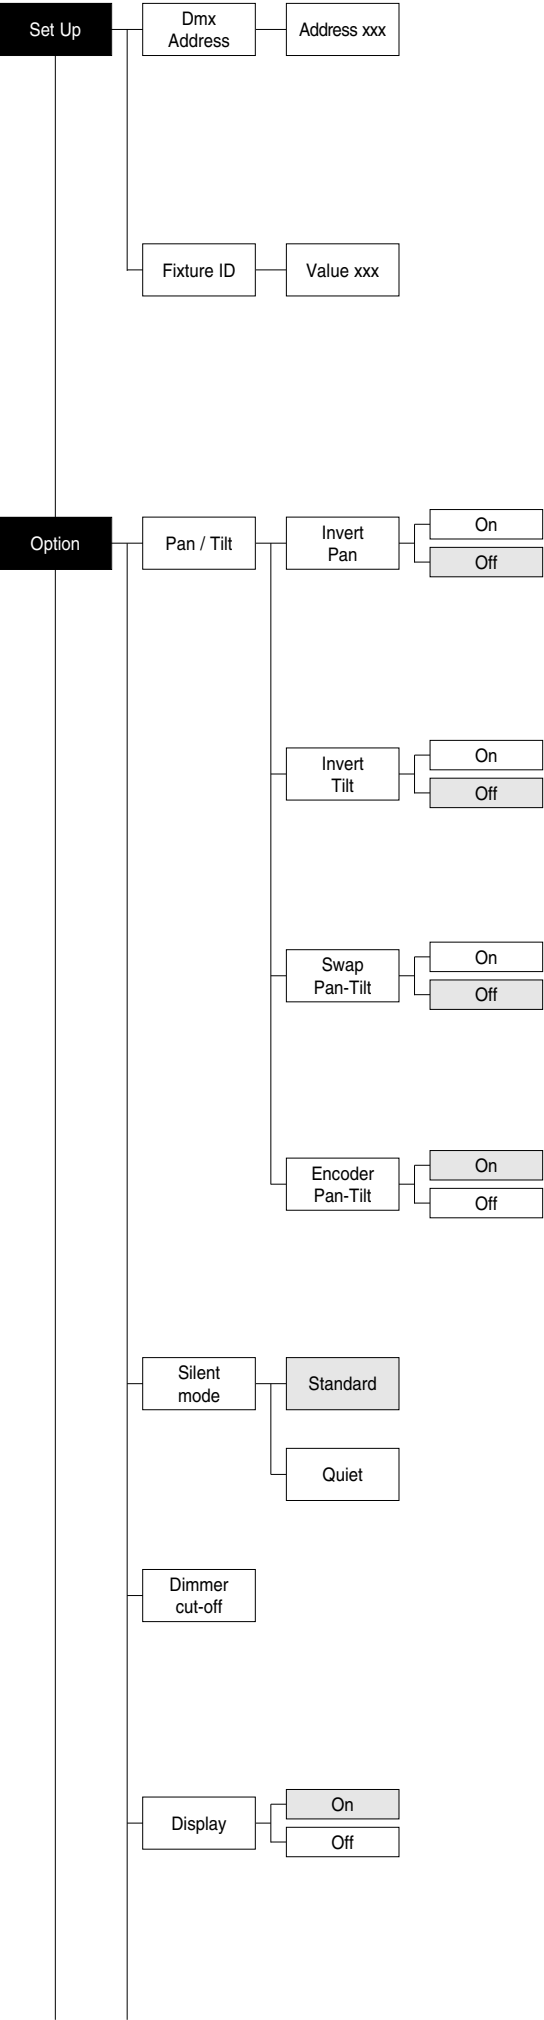 Set Up
Dmx
Address
Address xxx
Fixture ID
Value xxx
Option
Pan / Tilt
Invert
Pan
On
Off
Invert
Tilt
On
Off
Swap
Pan-Tilt
On
Off
Encoder
Pan-Tilt
On
Off
Silent
mode
Standard
Quiet
Dimmer
cut-off
Display
On
Off